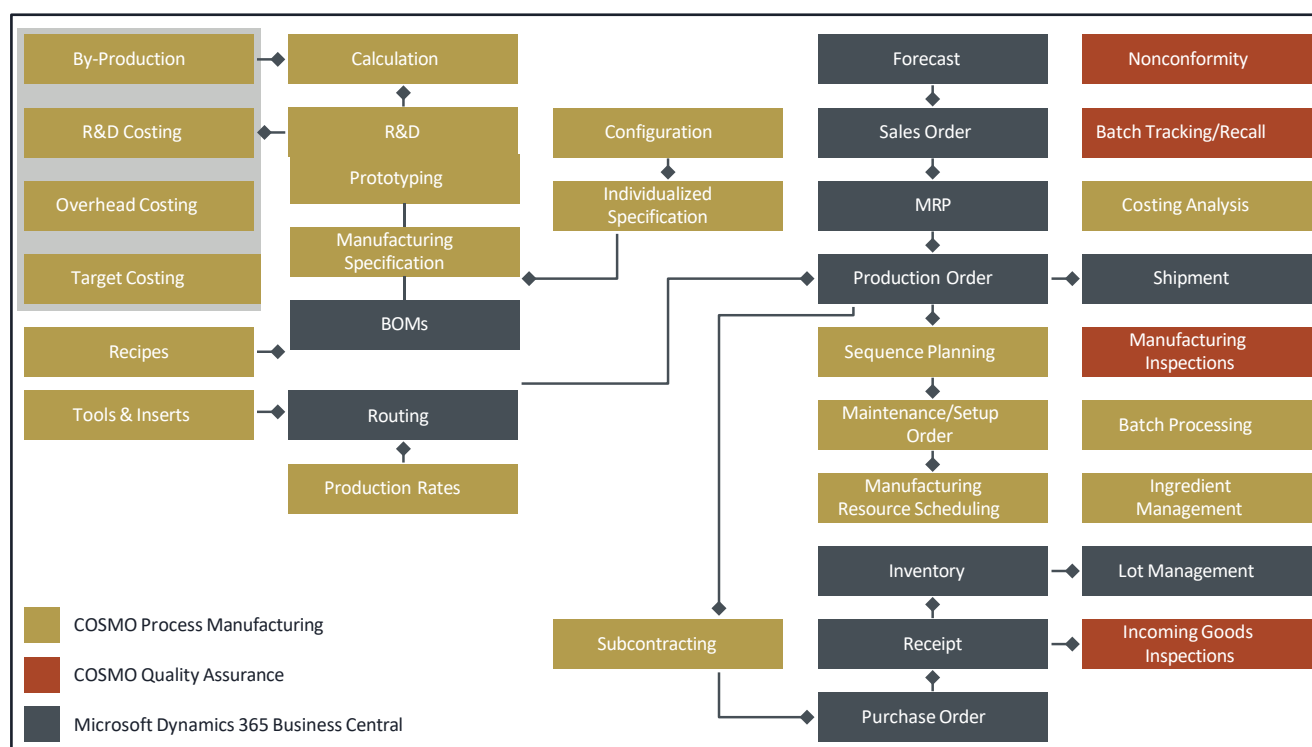 By-Production
Calculation
Forecast
Nonconformity
R&D Costing
R&D
Configuration
Sales Order
Batch Tracking/Recall
Prototyping
Overhead Costing
Individualized
Specification
MRP
Costing Analysis
Manufacturing
Specification
Target Costing
Production Order
Shipment
BOMs
Recipes
Sequence Planning
Manufacturing
Inspections
Tools & Inserts
Routing
Maintenance/Setup
Order
Batch Processing
Production Rates
Manufacturing
Resource Scheduling
Ingredient
Management
Inventory
Lot Management
COSMO Process Manufacturing
Subcontracting
Receipt
Incoming Goods
Inspections
COSMO Quality Assurance
Purchase Order
Microsoft Dynamics 365 Business Central